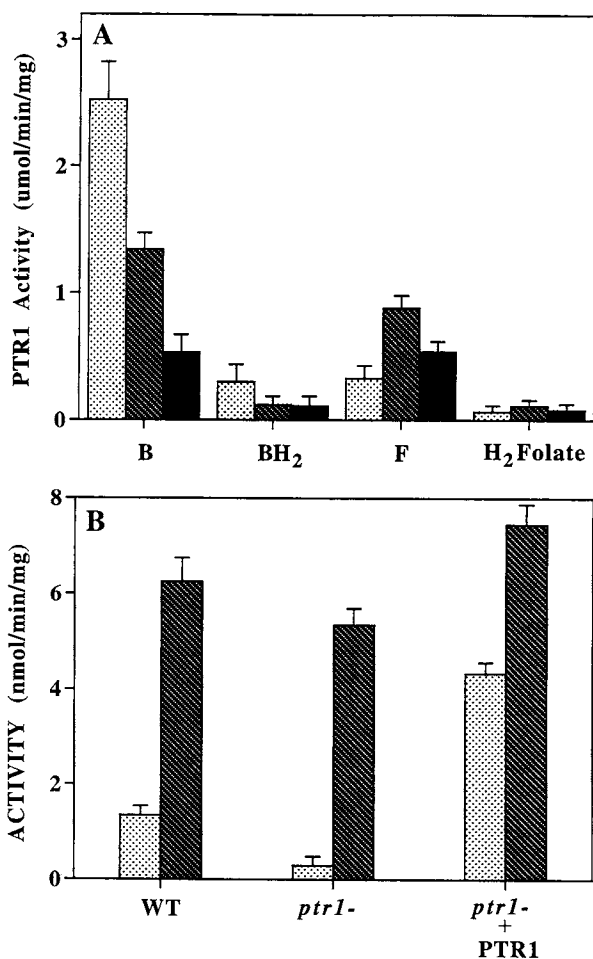 A
PTR1 Activity (umol/min/mg)
3
2
1
0
B
BH2
F
H2Folate
B
ACTIVITY (nmol/min/mg)
8
6
4
2
0
WT
ptr1-
ptr1-
+
PTR1